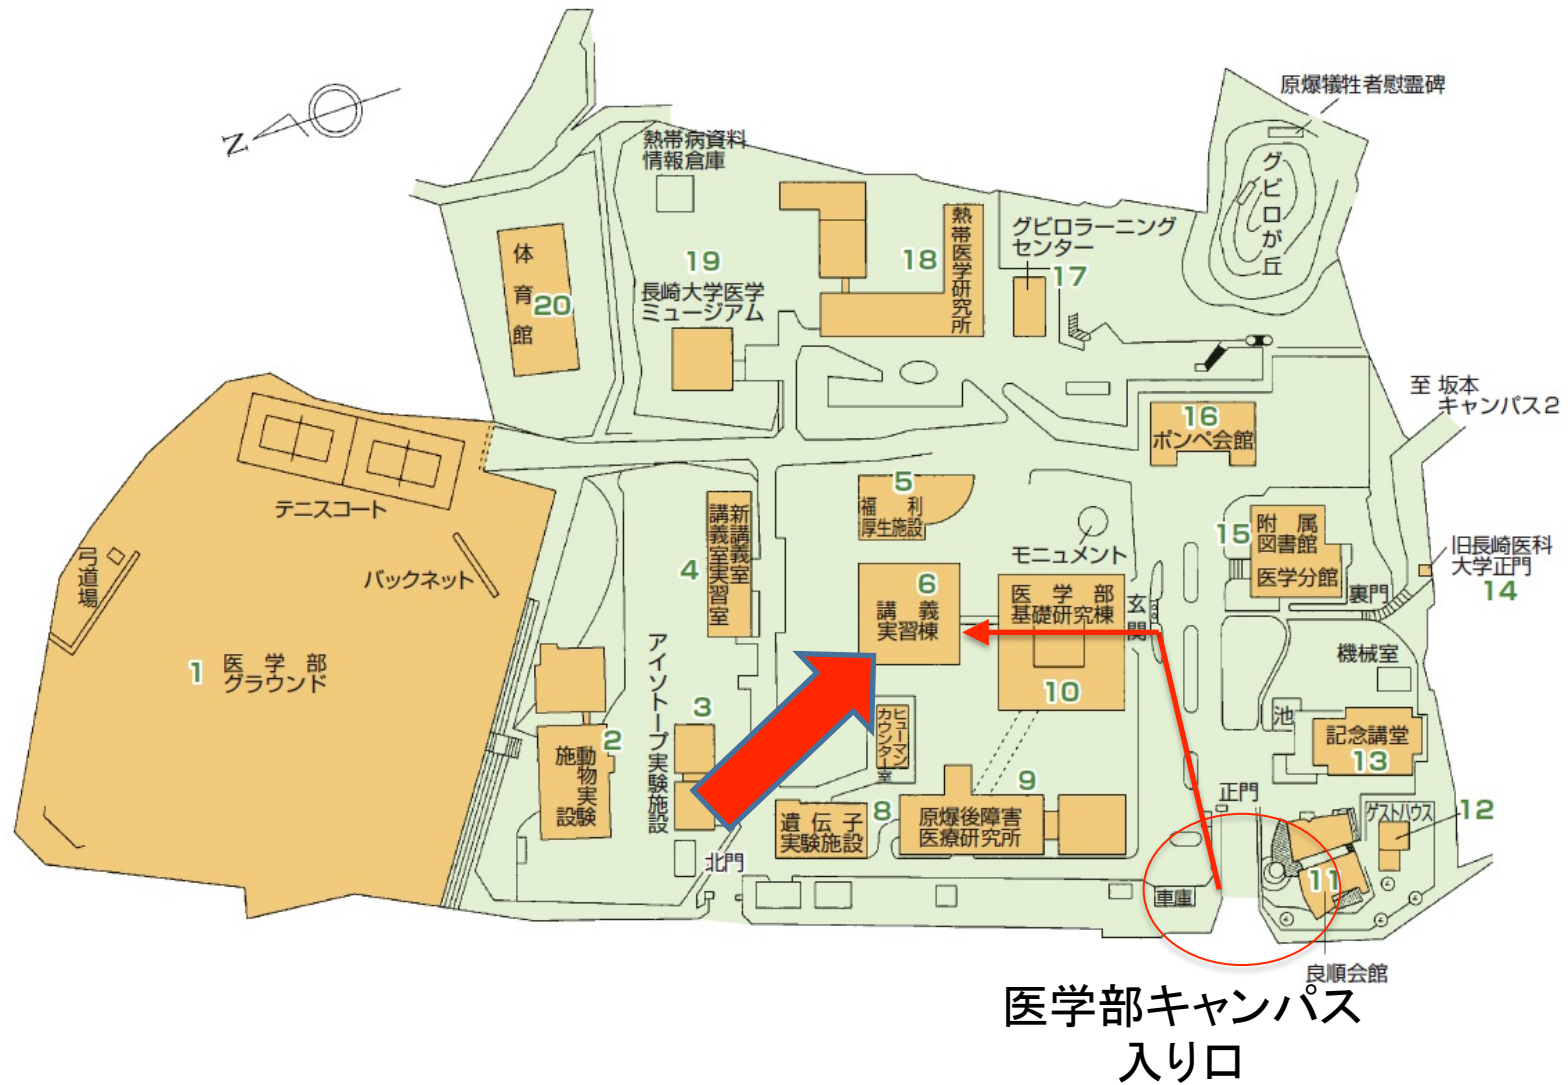 原爆犠牲者慰霊碑
グビロが丘
N
熱帯病資料
情報倉庫
体育館
20
19
長崎大学医学
ミュージアム
18
熱帯医学研究所
グビロラーニング
センター
17
至 坂本
キャンパス2
16
ポンペ会館
テニスコート
バックネット
弓道場
1
医学部
グラウンド
4
新講義室
講義室実習室
5
福利
厚生施設
6
講義
実習棟
モニュメント
医学部
基礎研究棟
10
玄関
15
附属
図書館
医学分館
裏門
旧長崎医科
大学正門
14
機械室
池
記念講堂
13
2
動物実験
施設
アイソトープ実験施設
3
ヒューマン
カウンター室
8
遺伝子
実験施設
9
原爆後障害
医療研究所
正門
ゲストハウス
12
11
北門
車庫
良順会館
医学部キャンパス
入り口